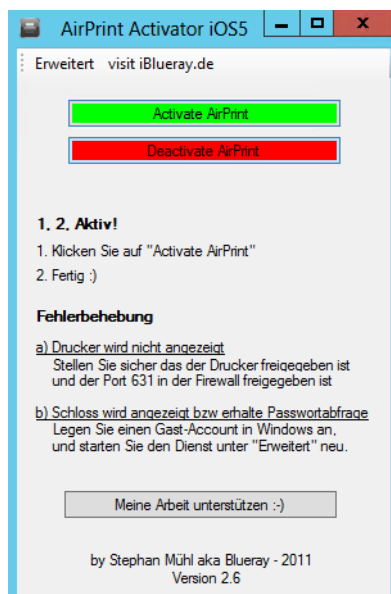 AirPrint Activator iOS5
Erweitert visit iBlueray.de
Activate AirPrint
Deactivate AirPrint
1, 2, Aktiv!
1. Klicken Sie auf "Activate AirPrint"
2. Fertig :)
Fehlerbehebung
a) Drucker wird nicht angezeigt
Stellen Sie sicher das der Drucker freigegeben ist
und der Port 631 in der Firewall freigegeben ist
b) Schloss wird angezeigt bzw erhalte Passwortabfrage
Legen Sie einen Gast-Account in Windows an,
und starten Sie den Dienst unter "Erweitert" neu.
Meine Arbeit unterstützen :-)
by Stephan Mühl aka Blueray - 2011
Version 2.6